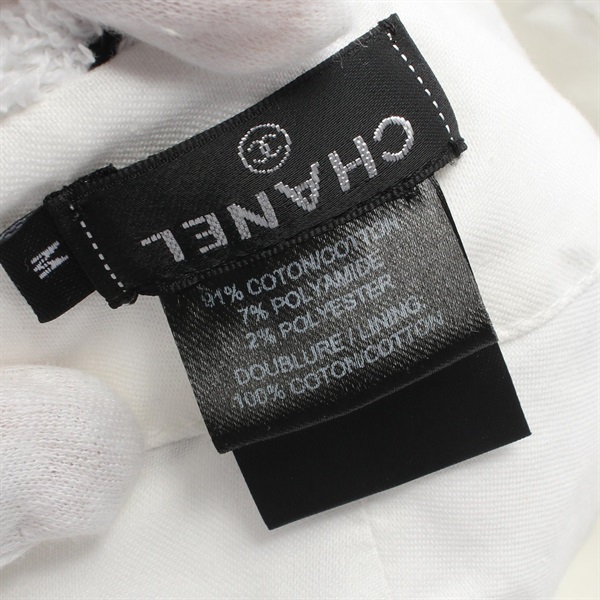 CHANEL
M
91% COTON/COTTON
7% POLYAMIDE
2% POLYESTER
DOUBLURE / LINING
100% COTON/COTTON